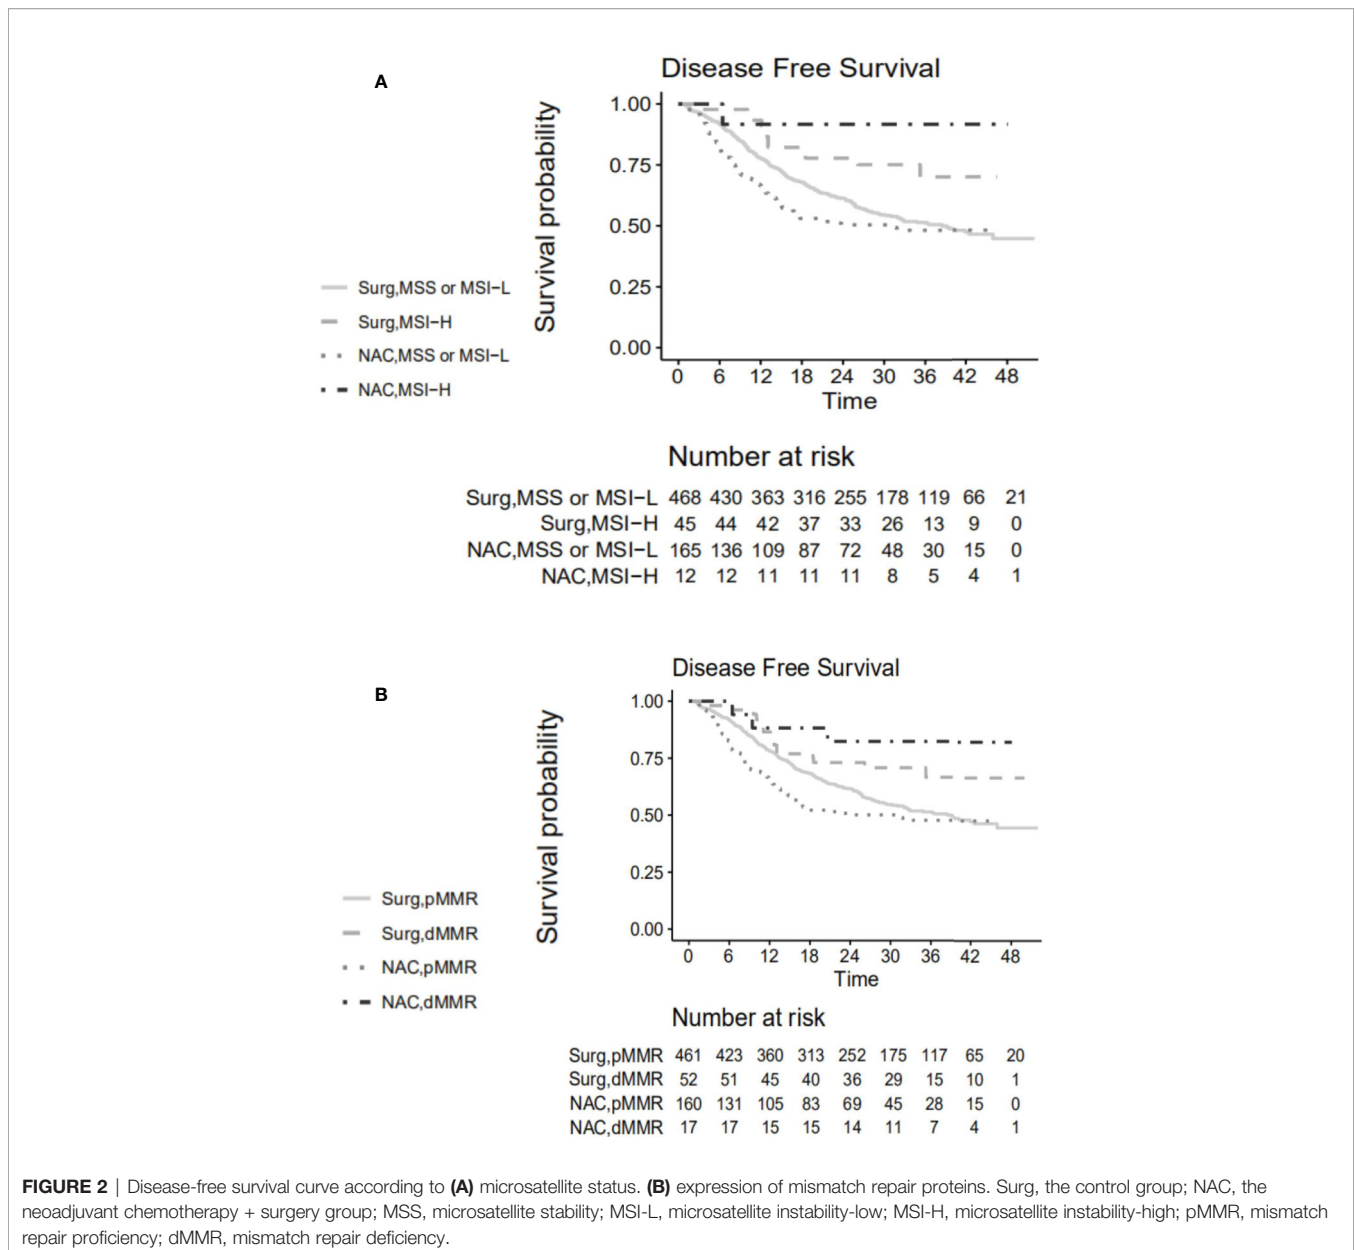 A
Disease Free Survival
Survival probability
1.00
0.75
0.50
0.25
0.00
0 6 12 18 24 30 36 42 48
Time
Surg,MSS or MSI−L
Surg,MSI−H
NAC,MSS or MSI−L
NAC,MSI−H
Number at risk
Surg,MSS or MSI−L 468 430 363 316 255 178 119 66 21
Surg,MSI−H 45 44 42 37 33 26 13 9 0
NAC,MSS or MSI−L 165 136 109 87 72 48 30 15 0
NAC,MSI−H 12 12 11 11 11 8 5 4 1
B
Disease Free Survival
Survival probability
1.00
0.75
0.50
0.25
0.00
0 6 12 18 24 30 36 42 48
Time
Surg,pMMR
Surg,dMMR
NAC,pMMR
NAC,dMMR
Number at risk
Surg,pMMR 461 423 360 313 252 175 117 65 20
Surg,dMMR 52 51 45 40 36 29 15 10 1
NAC,pMMR 160 131 105 83 69 45 28 15 0
NAC,dMMR 17 17 15 15 14 11 7 4 1
FIGURE 2 | Disease-free survival curve according to (A) microsatellite status. (B) expression of mismatch repair proteins. Surg, the control group; NAC, the
neoadjuvant chemotherapy + surgery group; MSS, microsatellite stability; MSI-L, microsatellite instability-low; MSI-H, microsatellite instability-high; pMMR, mismatch
repair proficiency; dMMR, mismatch repair deficiency.